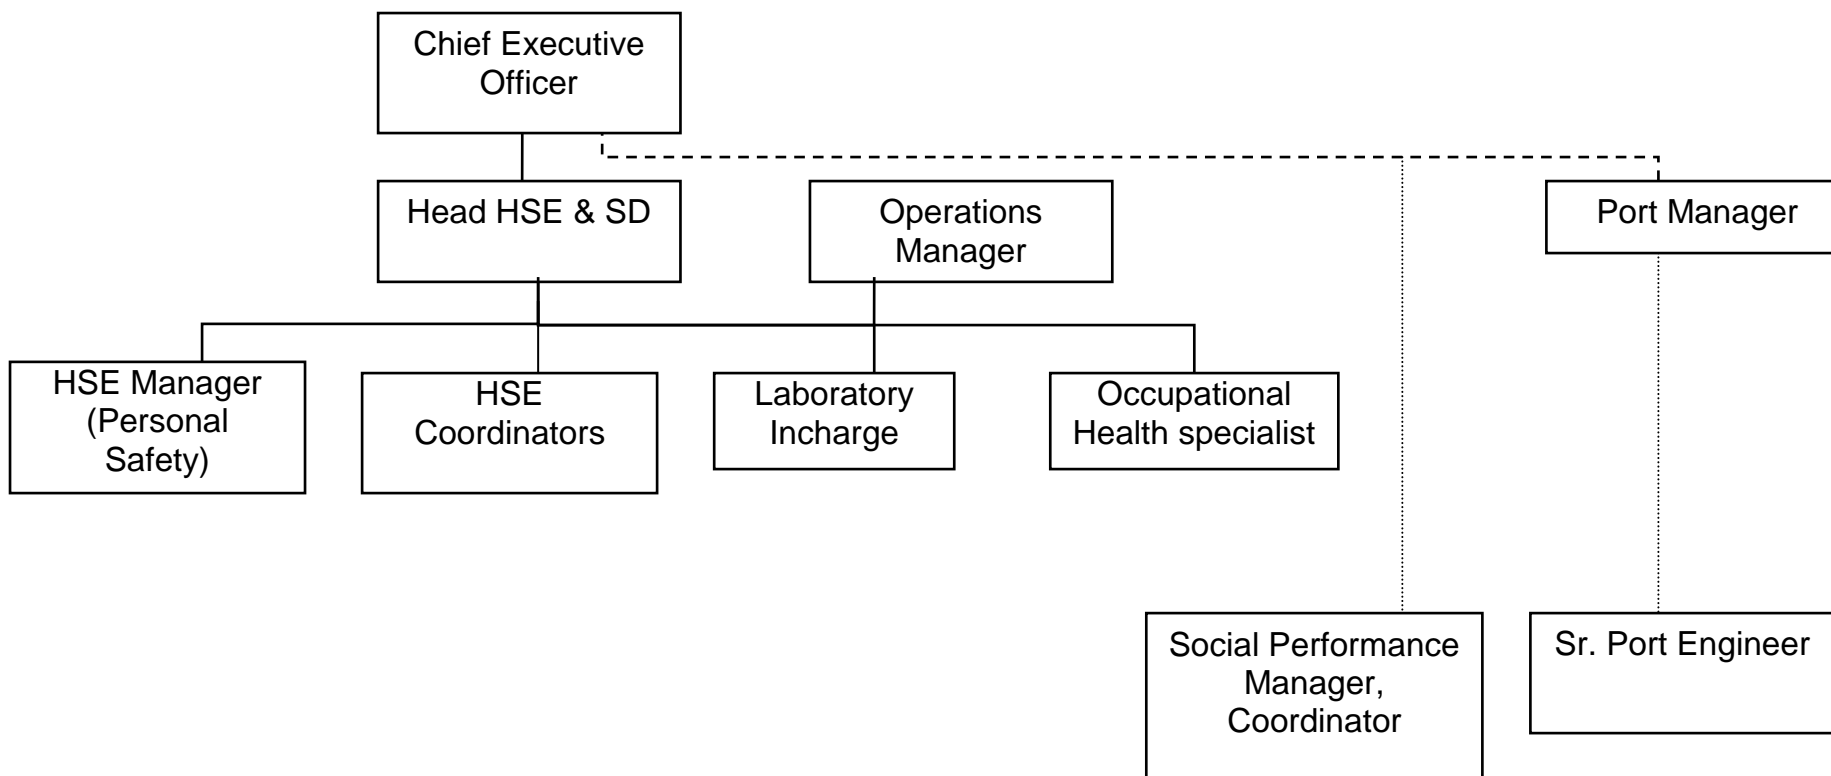 Chief Executive
Officer
Head HSE & SD
Operations
Manager
Port Manager
HSE Manager
(Personal
Safety)
HSE
Coordinators
Laboratory
Incharge
Occupational
Health specialist
Social Performance
Manager,
Coordinator
Sr. Port Engineer